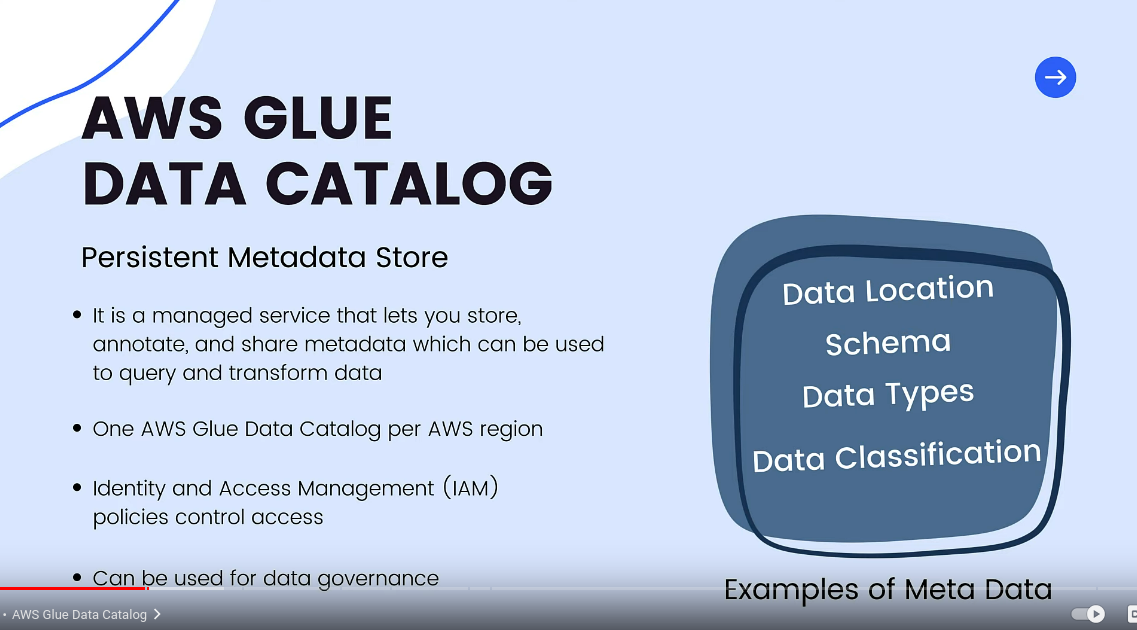 AWS GLUE
DATA CATALOG
Persistent Metadata Store
• It is a managed service that lets you store,
annotate, and share metadata which can be used
to query and transform data
• One AWS Glue Data Catalog per AWS region
• Identity and Access Management (IAM)
policies control access
• Can be used for data governance
Data Location
Schema
Data Types
Data Classification
Examples of Meta Data
• AWS Glue Data Catalog